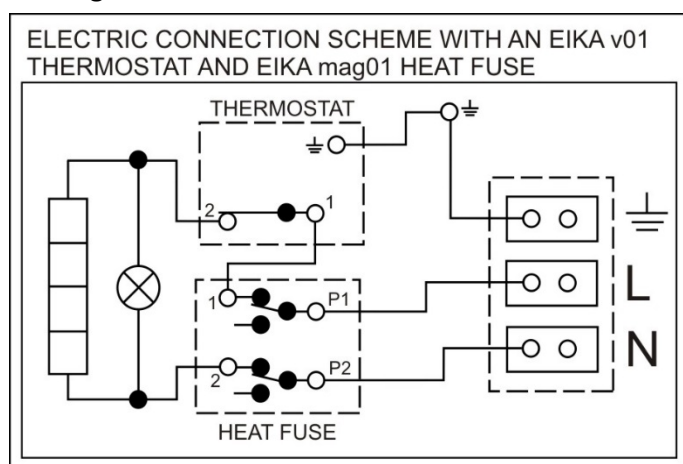 ELECTRIC CONNECTION SCHEME WITH AN EIKA v01
THERMOSTAT AND EIKA mag01 HEAT FUSE
THERMOSTAT
2
1
1
P1
L
2
P2
N
HEAT FUSE